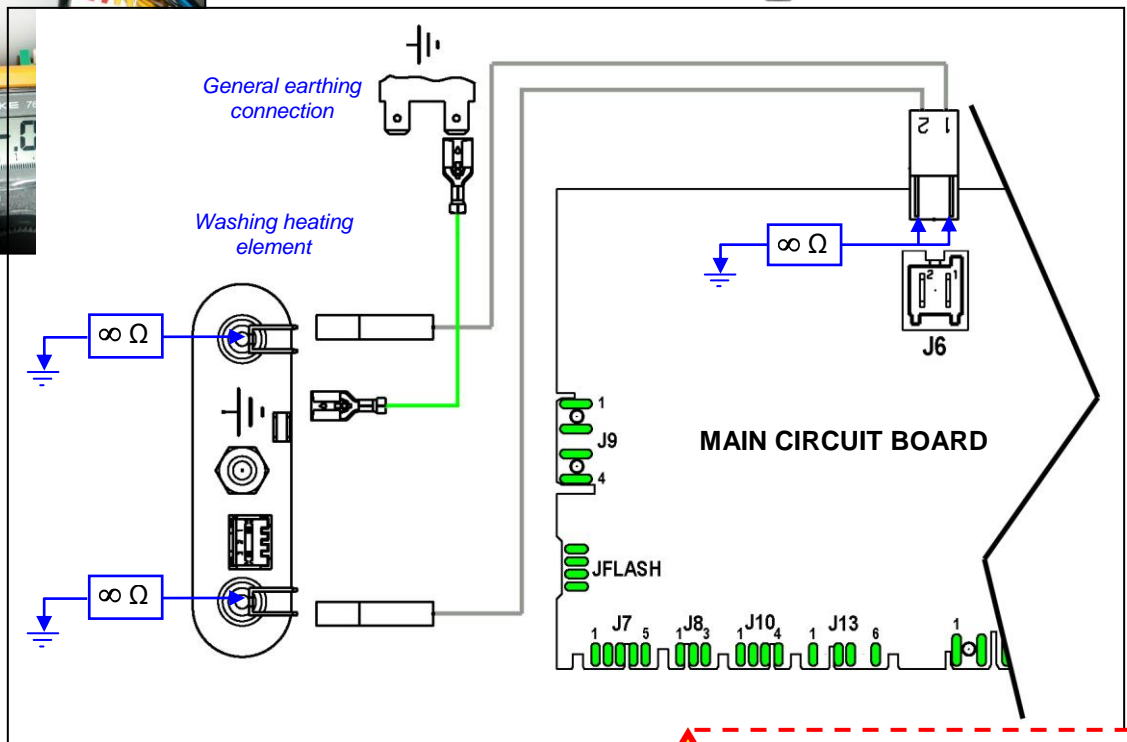 General earthing
connection
2 1
Washing heating
element
∞ Ω
2 1
J6
∞ Ω
1
J9
4
MAIN CIRCUIT BOARD
JFLASH
∞ Ω
J7 J8 J10 J13
1 5 1 3 1 4 1 6 1